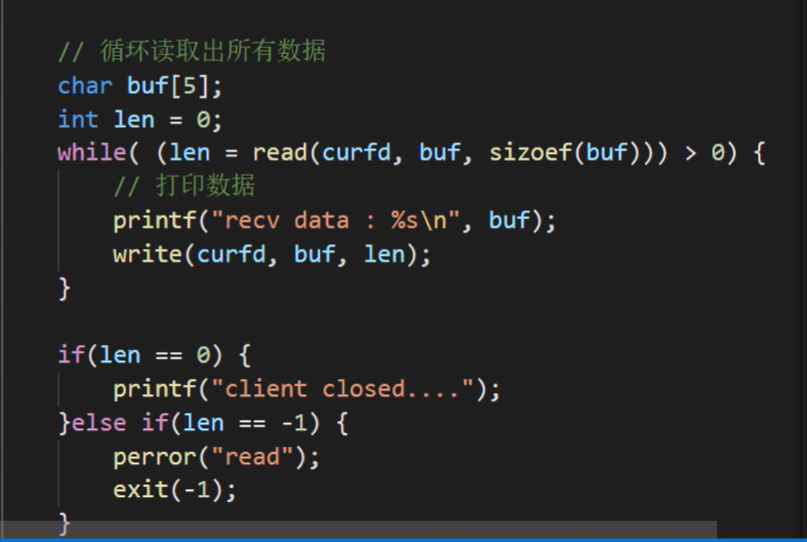 // 循环读取出所有数据
char buf[5];
int len = 0;
while( (len = read(curfd, buf, sizoef(buf))) > 0) {
// 打印数据
printf("recv data : %s\n", buf);
write(curfd, buf, len);
}
if(len == 0) {
printf("client closed....");
}else if(len == -1) {
perror("read");
exit(-1);
}